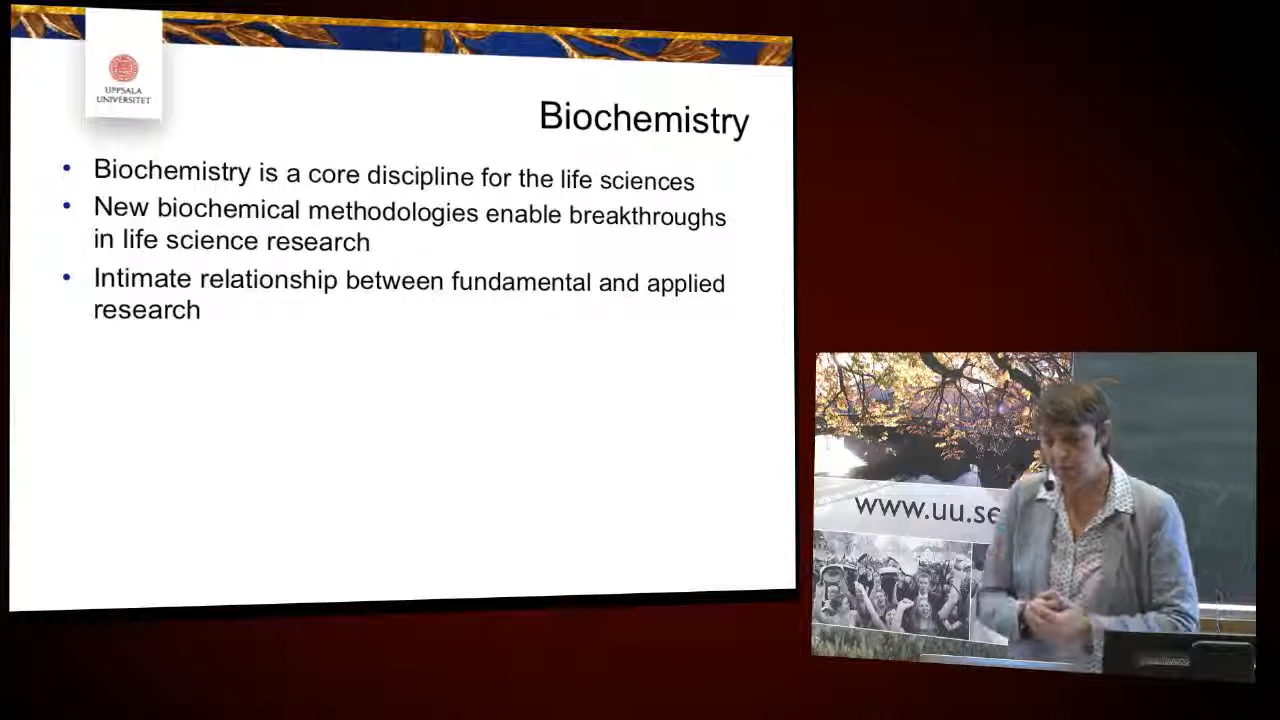 UPPSALA
UNIVERSITET
Biochemistry
• Biochemistry is a core discipline for the life sciences
• New biochemical methodologies enable breakthroughs
in life science research
• Intimate relationship between fundamental and applied
research
www.uu.se